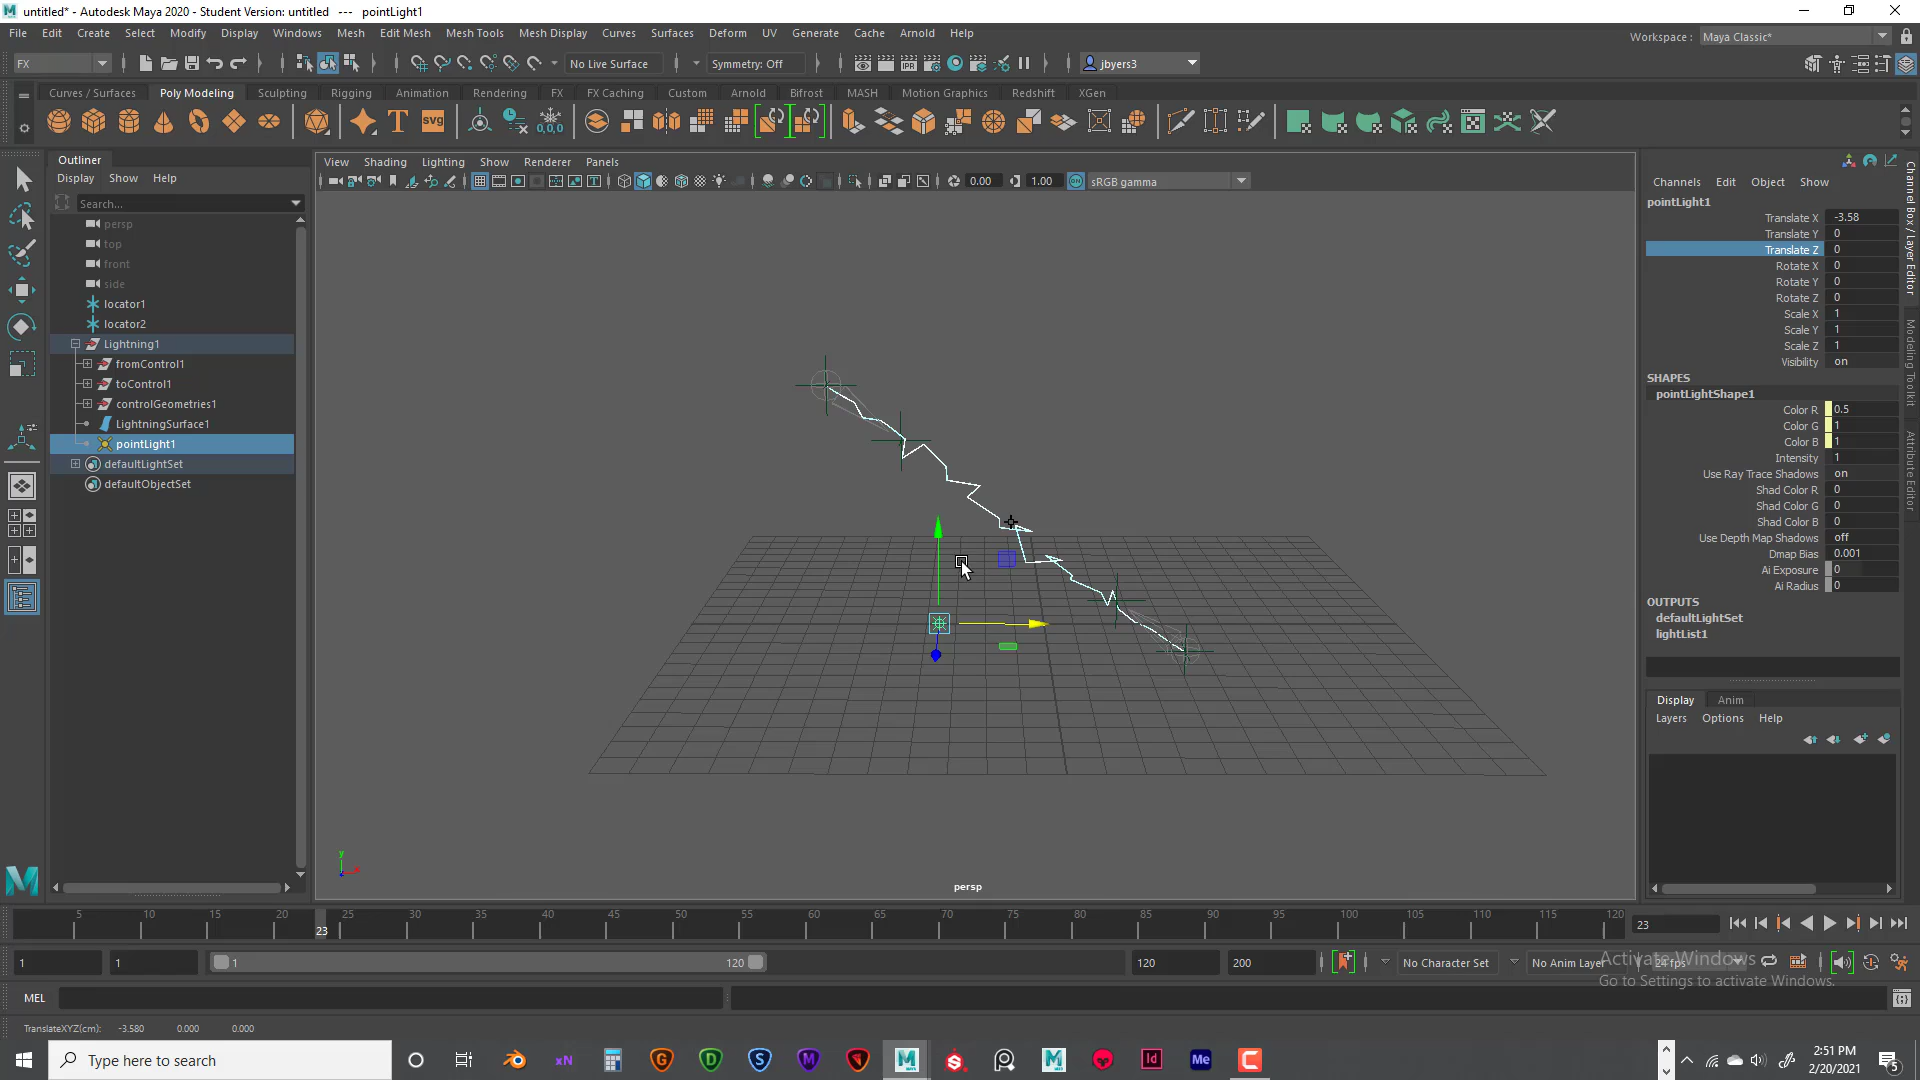 untitled* - Autodesk Maya 2020 - Student Version: untitled --- pointLight1
File Edit Create Select Modify Display Windows Mesh Edit Mesh Mesh Tools Mesh Display Curves Surfaces Deform UV Generate Cache Arnold Help
Workspace : Maya Classic*
FX No Live Surface Symmetry: Off jbyers3
Curves / Surfaces Poly Modeling Sculpting Rigging Animation Rendering FX FX Caching Custom Arnold Bifrost MASH Motion Graphics Redshift XGen
Outliner
Display Show Help
Search...
persp
top
front
side
locator1
locator2
Lightning1
fromControl1
toControl1
controlGeometries1
LightningSurface1
pointLight1
defaultLightSet
defaultObjectSet
View Shading Lighting Show Renderer Panels
0.00 1.00 sRGB gamma
persp
Channels Edit Object Show
pointLight1
Translate X -3.58
Translate Y 0
Translate Z 0
Rotate X 0
Rotate Y 0
Rotate Z 0
Scale X 1
Scale Y 1
Scale Z 1
Visibility on
SHAPES
pointLightShape1
Color R 0.5
Color G 1
Color B 1
Intensity 1
Use Ray Trace Shadows on
Shad Color R 0
Shad Color G 0
Shad Color B 0
Use Depth Map Shadows off
Dmap Bias 0.001
Ai Exposure 0
Ai Radius 0
OUTPUTS
defaultLightSet
lightList1
Display Anim
Layers Options Help
Channel Box / Layer Editor
Modeling Toolkit
Attribute Editor
5 10 15 20 25 30 35 40 45 50 55 60 65 70 75 80 85 90 95 100 105 110 115 120
23
23
1 1 1 120 120 200 No Character Set No Anim Layer 24 fps
Activate Windows
Go to Settings to activate Windows.
MEL
TranslateXYZ(cm): -3.580 0.000 0.000
Type here to search
2:51 PM
2/20/2021